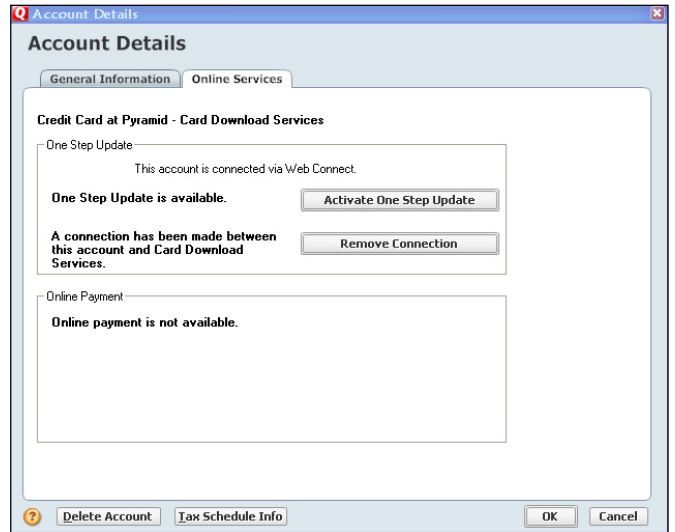 Account Details
Account Details
General Information
Online Services
Credit Card at Pyramid - Card Download Services
One Step Update
This account is connected via Web Connect.
One Step Update is available.
Activate One Step Update
A connection has been made between
this account and Card Download
Services.
Remove Connection
Online Payment
Online payment is not available.
Delete Account
Tax Schedule Info
OK
Cancel